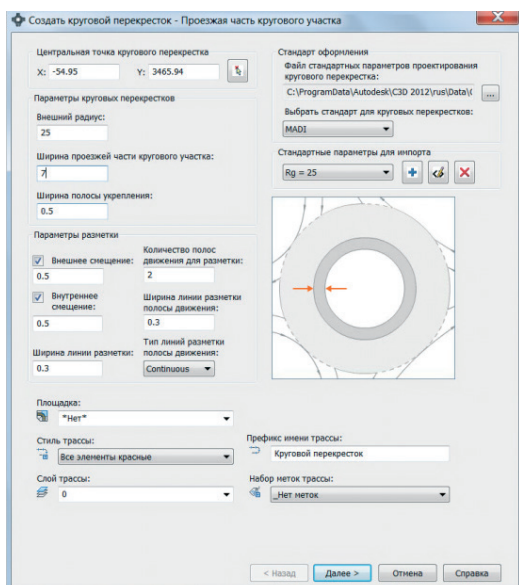 Создать круговой перекресток - Проезжая часть кругового участка
Центральная точка кругового перекрестка
X: -54.95 Y: 3465.94
Параметры круговых перекрестков
Внешний радиус:
25
Ширина проезжей части кругового участка:
7
Ширина полосы укрепления:
0.5
Параметры разметки
Внешнее смещение:
0.5
Внутреннее
смещение:
0.5
Ширина линии разметки:
0.3
Количество полос
движения для разметки:
2
Ширина линии разметки
полосы движения:
0.3
Тип линий разметки
полосы движения:
Continuous
Стандарт оформления
Файл стандартных параметров проектирования
кругового перекрестка:
C:\ProgramData\Autodesk\C3D 2012\rus\Data\( ...
Выбрать стандарт для круговых перекрестков:
MADI
Стандартные параметры для импорта
Rg = 25
Площадка:
*Нет*
Стиль трассы:
Все элементы красные
Слой трассы:
0
Префикс имени трассы:
Круговой перекресток
Набор меток трассы:
_Нет меток
< Назад Далее > Отмена Справка